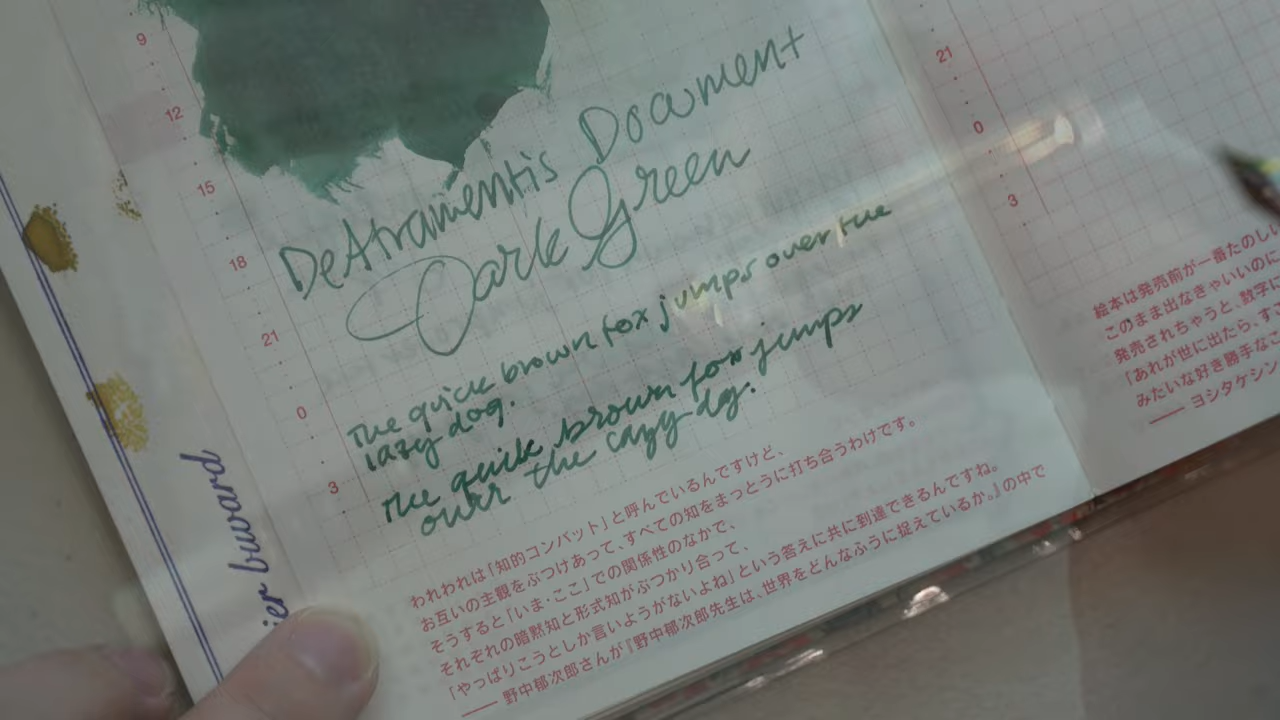 9
12
15
18
21
0
3
DeAtramentis Document
Dark Green
The quick brown fox jumps over the
lazy dog.
The quick brown fox jumps
ourr the cazy dg.
ier buvard
われわれは「知的コンバット」と呼んでいるんですけど、
お互いの主観をぶつけあって、すべての知をまっとうに打ち合うわけです。
そうすると「いま・ここ」での関係性のなかで、
それぞれの暗黙知と形式知がぶつかり合って、
「やっぱりこうとしか言いようがないよね」という答えに共に到達できるんですね。
―― 野中郁次郎さんが『野中郁次郎先生は、世界をどんなふうに捉えているか。』の中で
21
0
3
絵本は発売前が一番たのしい
このまま出なきゃいいのに
発売されちゃうと、数字に
「あれが世に出たら、すご
みたいな好き勝手なこ
―― ヨシタケシン